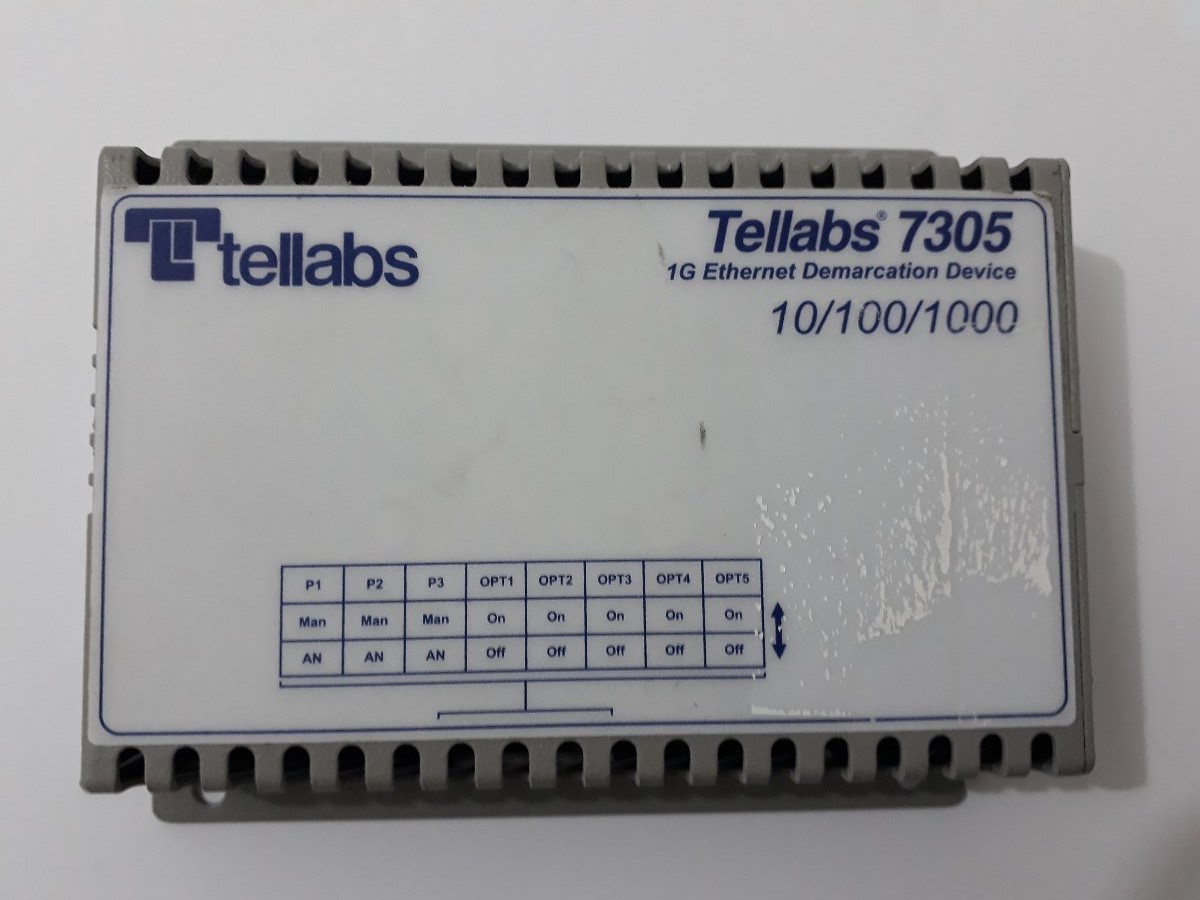 tellabs
Tellabs® 7305
1G Ethernet Demarcation Device
10/100/1000
P1 P2 P3 OPT1 OPT2 OPT3 OPT4 OPT5
Man Man Man On On On On On
AN AN AN Off Off Off Off Off